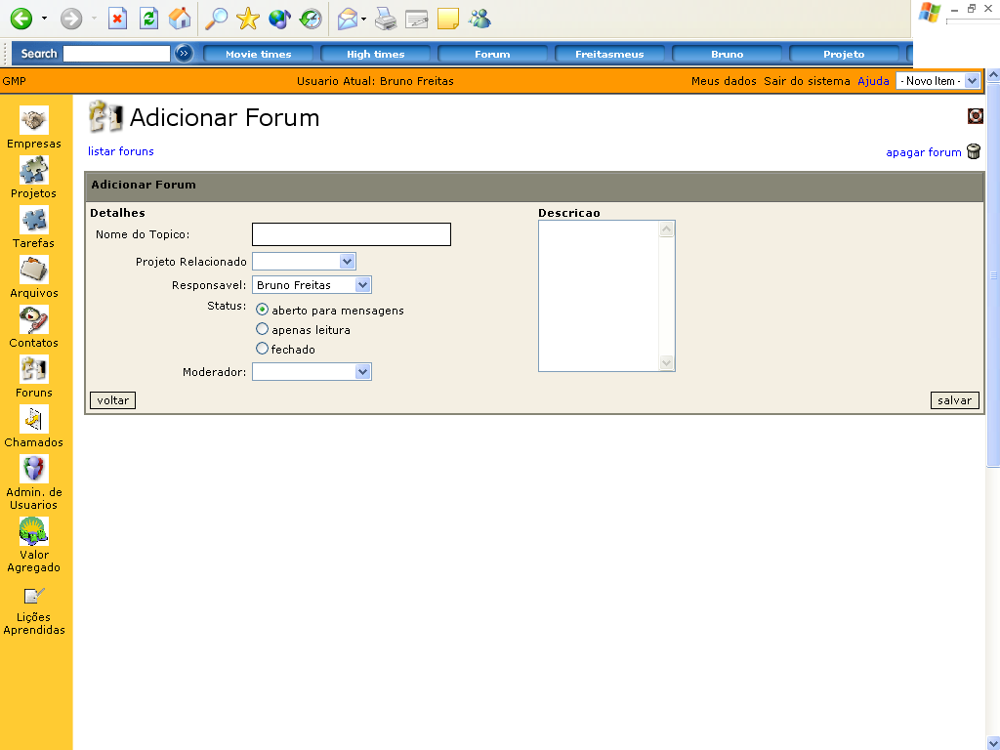 Search Movie times High times Forum Freitasmeus Bruno Projeto
GMP Usuario Atual: Bruno Freitas Meus dados Sair do sistema Ajuda - Novo Item -
Adicionar Forum
listar foruns apagar forum
Adicionar Forum
Detalhes Descricao
Nome do Topico:
Projeto Relacionado
Responsavel: Bruno Freitas
Status: aberto para mensagens
apenas leitura
fechado
Moderador:
voltar salvar
Empresas
Projetos
Tarefas
Arquivos
Contatos
Foruns
Chamados
Admin. de
Usuarios
Valor
Agregado
Lições
Aprendidas